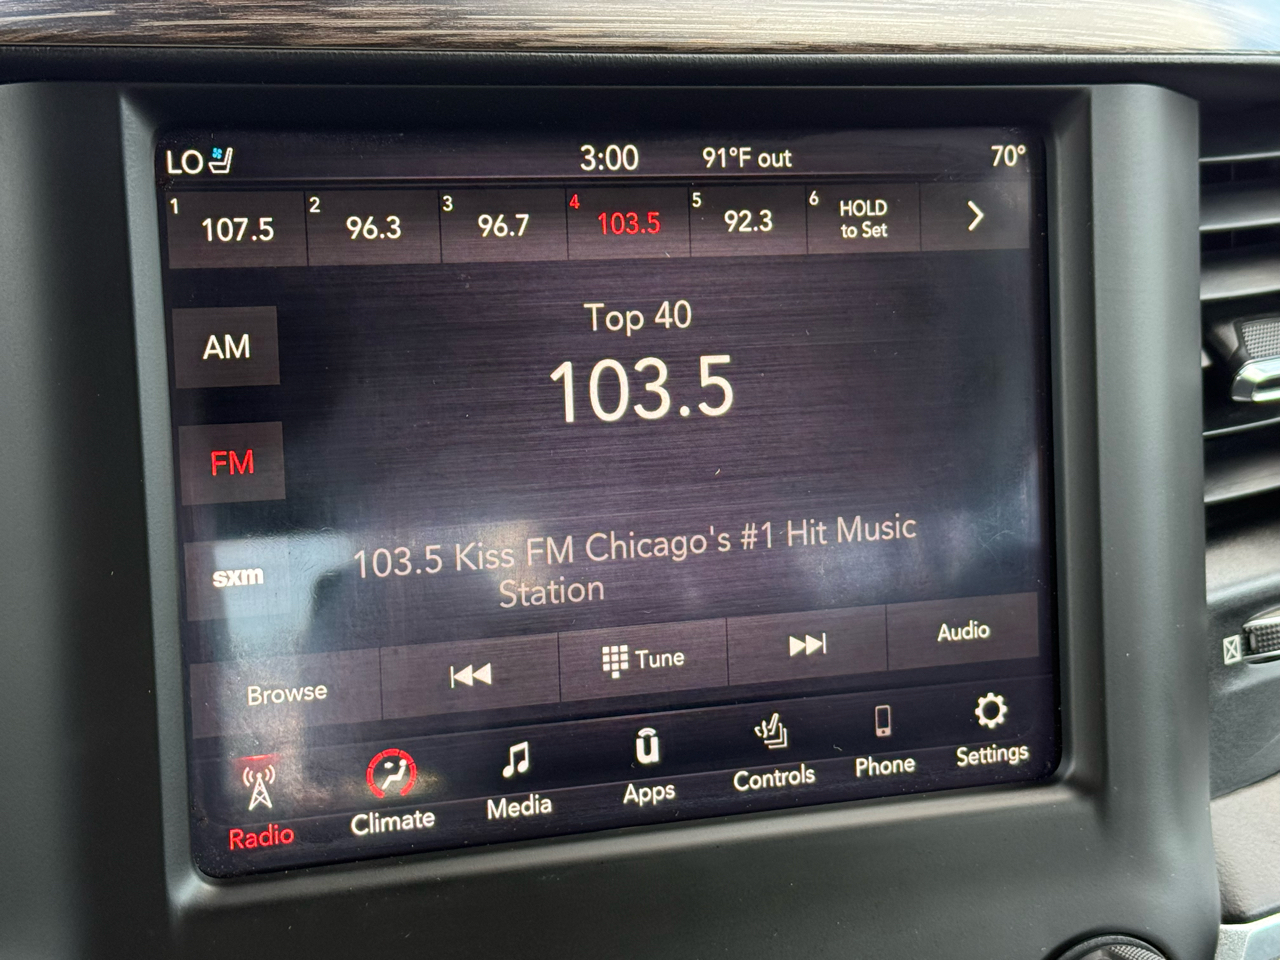 LO 3:00 91°F out 70°
1 107.5 2 96.3 3 96.7 4 103.5 5 92.3 6 HOLD
to Set
Top 40
AM
103.5
FM
103.5 Kiss FM Chicago's #1 Hit Music
Station
sxm
Browse Tune Audio
Radio Climate Media Apps Controls Phone Settings